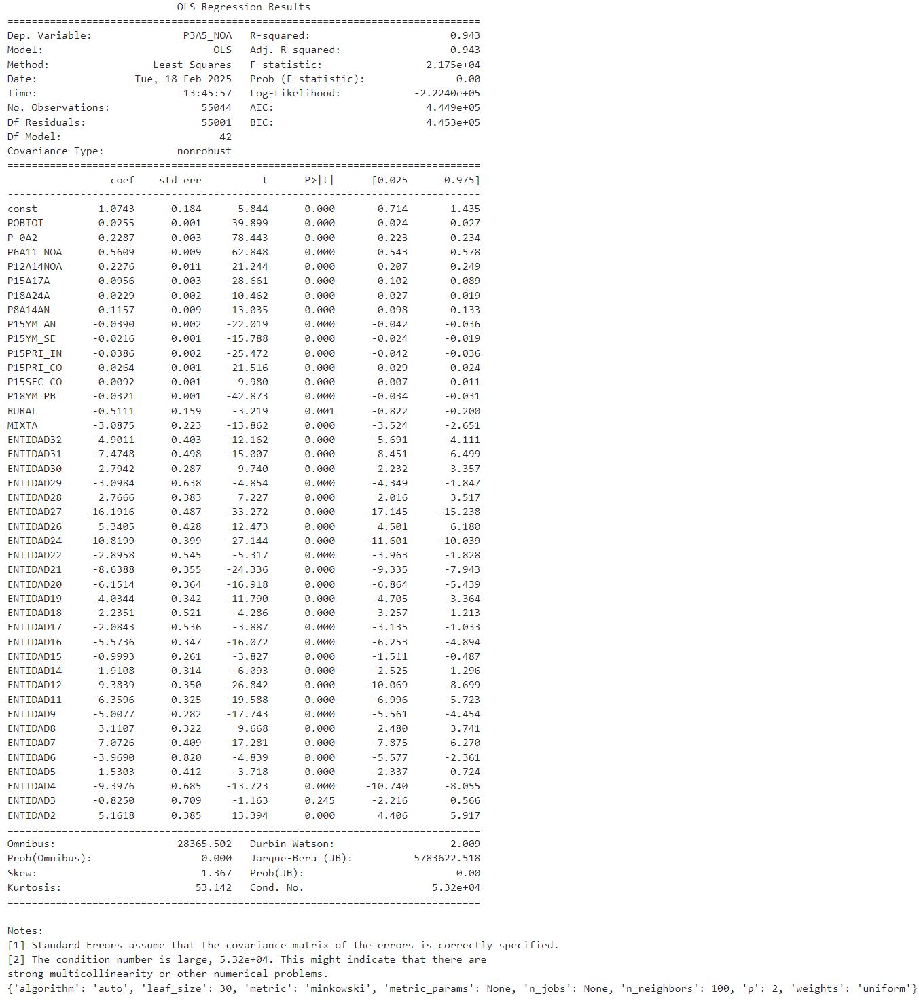 OLS Regression Results
==============================================================================
Dep. Variable:               P3A5_NOA   R-squared:                       0.943
Model:                            OLS   Adj. R-squared:                  0.943
Method:                 Least Squares   F-statistic:                 2.175e+04
Date:                Tue, 18 Feb 2025   Prob (F-statistic):               0.00
Time:                        13:45:57   Log-Likelihood:            -2.2240e+05
No. Observations:               55044   AIC:                         4.449e+05
Df Residuals:                   55001   BIC:                         4.453e+05
Df Model:                          42
Covariance Type:            nonrobust
==============================================================================
                 coef    std err          t      P>|t|      [0.025      0.975]
------------------------------------------------------------------------------
const          1.0743      0.184      5.844      0.000       0.714       1.435
POBTOT         0.0255      0.001     39.899      0.000       0.024       0.027
P_0A2          0.2287      0.003     78.443      0.000       0.223       0.234
P6A11_NOA      0.5609      0.009     62.848      0.000       0.543       0.578
P12A14NOA      0.2276      0.011     21.244      0.000       0.207       0.249
P15A17A       -0.0956      0.003    -28.661      0.000      -0.102      -0.089
P18A24A       -0.0229      0.002    -10.462      0.000      -0.027      -0.019
P8A14AN        0.1157      0.009     13.035      0.000       0.098       0.133
P15YM_AN      -0.0390      0.002    -22.019      0.000      -0.042      -0.036
P15YM_SE      -0.0216      0.001    -15.788      0.000      -0.024      -0.019
P15PRI_IN     -0.0386      0.002    -25.472      0.000      -0.042      -0.036
P15PRI_CO     -0.0264      0.001    -21.516      0.000      -0.029      -0.024
P15SEC_CO      0.0092      0.001      9.980      0.000       0.007       0.011
P18YM_PB      -0.0321      0.001    -42.873      0.000      -0.034      -0.031
RURAL         -0.5111      0.159     -3.219      0.001      -0.822      -0.200
MIXTA         -3.0875      0.223    -13.862      0.000      -3.524      -2.651
ENTIDAD32     -4.9011      0.403    -12.162      0.000      -5.691      -4.111
ENTIDAD31     -7.4748      0.498    -15.007      0.000      -8.451      -6.499
ENTIDAD30      2.7942      0.287      9.740      0.000       2.232       3.357
ENTIDAD29     -3.0984      0.638     -4.854      0.000      -4.349      -1.847
ENTIDAD28      2.7666      0.383      7.227      0.000       2.016       3.517
ENTIDAD27    -16.1916      0.487    -33.272      0.000     -17.145     -15.238
ENTIDAD26      5.3405      0.428     12.473      0.000       4.501       6.180
ENTIDAD24    -10.8199      0.399    -27.144      0.000     -11.601     -10.039
ENTIDAD22     -2.8958      0.545     -5.317      0.000      -3.963      -1.828
ENTIDAD21     -8.6388      0.355    -24.336      0.000      -9.335      -7.943
ENTIDAD20     -6.1514      0.364    -16.918      0.000      -6.864      -5.439
ENTIDAD19     -4.0344      0.342    -11.790      0.000      -4.705      -3.364
ENTIDAD18     -2.2351      0.521     -4.286      0.000      -3.257      -1.213
ENTIDAD17     -2.0843      0.536     -3.887      0.000      -3.135      -1.033
ENTIDAD16     -5.5736      0.347    -16.072      0.000      -6.253      -4.894
ENTIDAD15     -0.9993      0.261     -3.827      0.000      -1.511      -0.487
ENTIDAD14     -1.9108      0.314     -6.093      0.000      -2.525      -1.296
ENTIDAD12     -9.3839      0.350    -26.842      0.000     -10.069      -8.699
ENTIDAD11     -6.3596      0.325    -19.588      0.000      -6.996      -5.723
ENTIDAD9      -5.0077      0.282    -17.743      0.000      -5.561      -4.454
ENTIDAD8       3.1107      0.322      9.668      0.000       2.480       3.741
ENTIDAD7      -7.0726      0.409    -17.281      0.000      -7.875      -6.270
ENTIDAD6      -3.9690      0.820     -4.839      0.000      -5.577      -2.361
ENTIDAD5      -1.5303      0.412     -3.718      0.000      -2.337      -0.724
ENTIDAD4      -9.3976      0.685    -13.723      0.000     -10.740      -8.055
ENTIDAD3      -0.8250      0.709     -1.163      0.245      -2.216       0.566
ENTIDAD2       5.1618      0.385     13.394      0.000       4.406       5.917
==============================================================================
Omnibus:                    28365.502   Durbin-Watson:                   2.009
Prob(Omnibus):                  0.000   Jarque-Bera (JB):          5783622.518
Skew:                           1.367   Prob(JB):                         0.00
Kurtosis:                      53.142   Cond. No.                     5.32e+04
==============================================================================
Notes:
[1] Standard Errors assume that the covariance matrix of the errors is correctly specified.
[2] The condition number is large, 5.32e+04. This might indicate that there are
strong multicollinearity or other numerical problems.
{'algorithm': 'auto', 'leaf_size': 30, 'metric': 'minkowski', 'metric_params': None, 'n_jobs': None, 'n_neighbors': 100, 'p': 2, 'weights': 'uniform'}